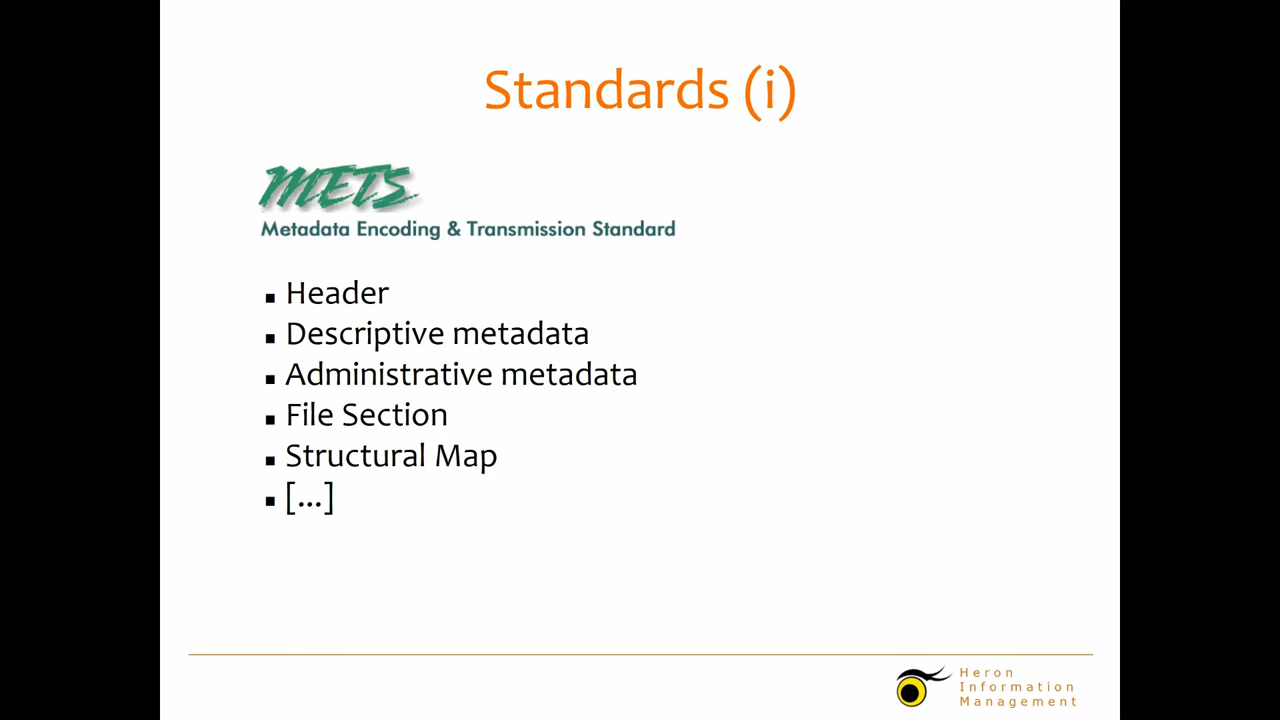 Standards (i)
METS
Metadata Encoding & Transmission Standard
▪ Header
▪ Descriptive metadata
▪ Administrative metadata
▪ File Section
▪ Structural Map
▪ [...]
Heron
Information
Management